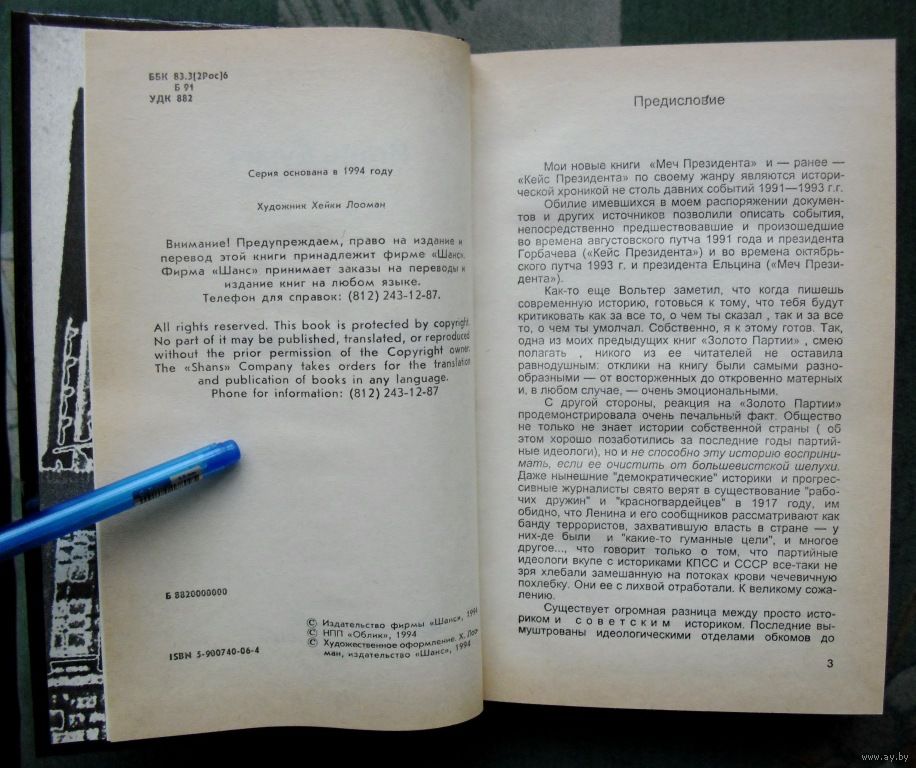 ББК 83.3(2Рос)6
Б 91
УДК 882
Серия основана в 1994 году
Художник Хейки Лооман
Внимание! Предупреждаем, право на издание и
перевод этой книги принадлежит фирме «Шанс».
Фирма «Шанс» принимает заказы на переводы и
издание книг на любом языке.
Телефон для справок: (812) 243-12-87.
All rights reserved. This book is protected by copyright.
No part of it may be published, translated, or reproduced
without the prior permission of the Copyright owner.
The «Shans» Company takes orders for the translation
and publication of books in any language.
Phone for information: (812) 243-12-87
Б 8820000000
© Издательство фирмы «Шанс», 1994
© НПП «Облик», 1994
© Художественное оформление. Х. Лоо-
ман, издательство «Шанс», 1994
ISBN 5-900740-06-4
Предисловие
Мои новые книги «Меч Президента» и — ранее —
«Кейс Президента» по своему жанру являются истори-
ческой хроникой не столь давних событий 1991—1993 г.г.
Обилие имевшихся в моем распоряжении докумен-
тов и других источников позволили описать события,
непосредственно предшествовавшие и произошедшие
во времена августовского путча 1991 года и президента
Горбачева («Кейс Президента») и во времена октябрь-
ского путча 1993 г. и президента Ельцина («Меч Прези-
дента»).
Как-то еще Вольтер заметил, что когда пишешь
современную историю, готовься к тому, что тебя будут
критиковать как за все то, о чем ты сказал , так и за все
то, о чем ты умолчал. Собственно, я к этому готов. Так,
одна из моих предыдущих книг «Золото Партии» , смею
полагать , никого из ее читателей не оставила
равнодушным: отклики на книгу были самыми разно-
образными — от восторженных до откровенно матерных
и, в любом случае, — очень эмоциональными.
С другой стороны, реакция на «Золото Партии»
продемонстрировала очень печальный факт. Общество
не только не знает истории собственной страны ( об
этом хорошо позаботились за последние годы партий-
ные идеологи), но и не способно эту историю восприни-
мать, если ее очистить от большевистской шелухи.
Даже нынешние "демократические" историки и прогрес-
сивные журналисты свято верят в существование "рабо-
чих дружин" и "красногвардейцев" в 1917 году, им
обидно, что Ленина и его сообщников рассматривают как
банду террористов, захватившую власть в стране — у
них-де были и "какие-то гуманные цели", и многое
другое..., что говорит только о том, что партийные
идеологи вкупе с историками КПСС и СССР все-таки не
зря хлебали замешанную на потоках крови чечевичную
похлебку. Они ее с лихвой отработали. К великому сожа-
лению.
Существует огромная разница между просто исто-
риком и советским историком. Последние вы-
муштрованы идеологическими отделами обкомов до
3
www.ay.by